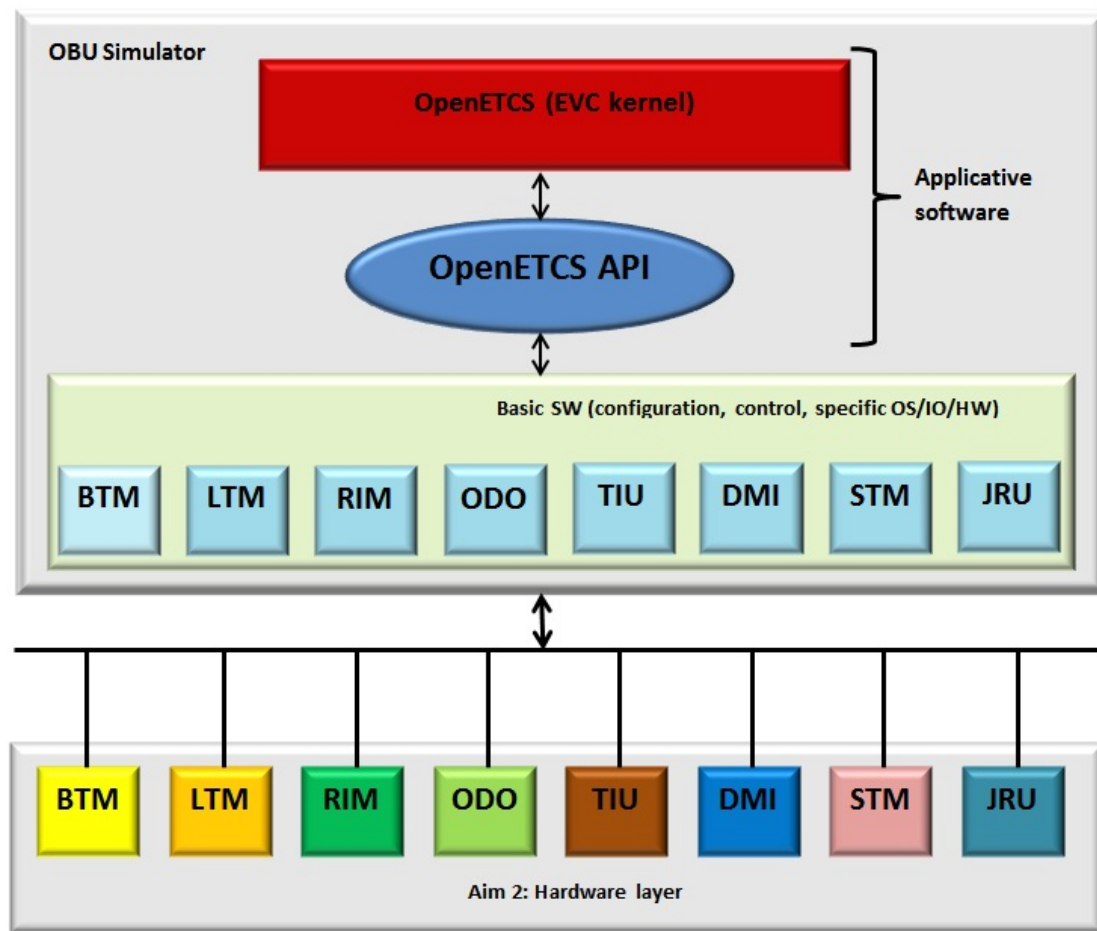 OBU Simulator
OpenETCS (EVC kernel)
Applicative
software
OpenETCS API
Basic SW (configuration, control, specific OS/IO/HW)
BTM LTM RIM ODO TIU DMI STM JRU
BTM LTM RIM ODO TIU DMI STM JRU
Aim 2: Hardware layer